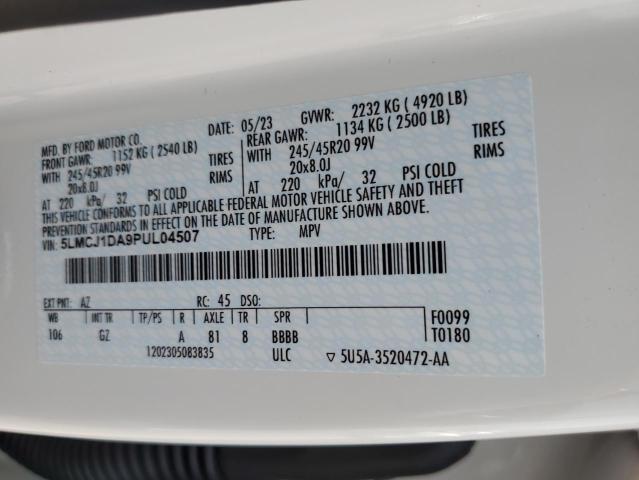 MFD. BY FORD MOTOR CO. DATE: 05/23 GVWR: 2232 KG ( 4920 LB)
FRONT GAWR: 1152 KG ( 2540 LB) REAR GAWR: 1134 KG ( 2500 LB)
WITH 245/45R20 99V TIRES WITH 245/45R20 99V TIRES
20x8.0J RIMS 20x8.0J RIMS
AT 220 kPa/ 32 PSI COLD AT 220 kPa/ 32 PSI COLD
THIS VEHICLE CONFORMS TO ALL APPLICABLE FEDERAL MOTOR VEHICLE SAFETY AND THEFT
PREVENTION STANDARDS IN EFFECT ON THE DATE OF MANUFACTURE SHOWN ABOVE.
VIN: 5LMCJ1DA9PUL04507 TYPE: MPV
EXT PNT: AZ RC: 45 DSO:
WB INT TR TP/PS R AXLE TR SPR F0099
106 GZ A 81 8 BBBB T0180
1202305083835 ULC ▽ 5U5A-3520472-AA